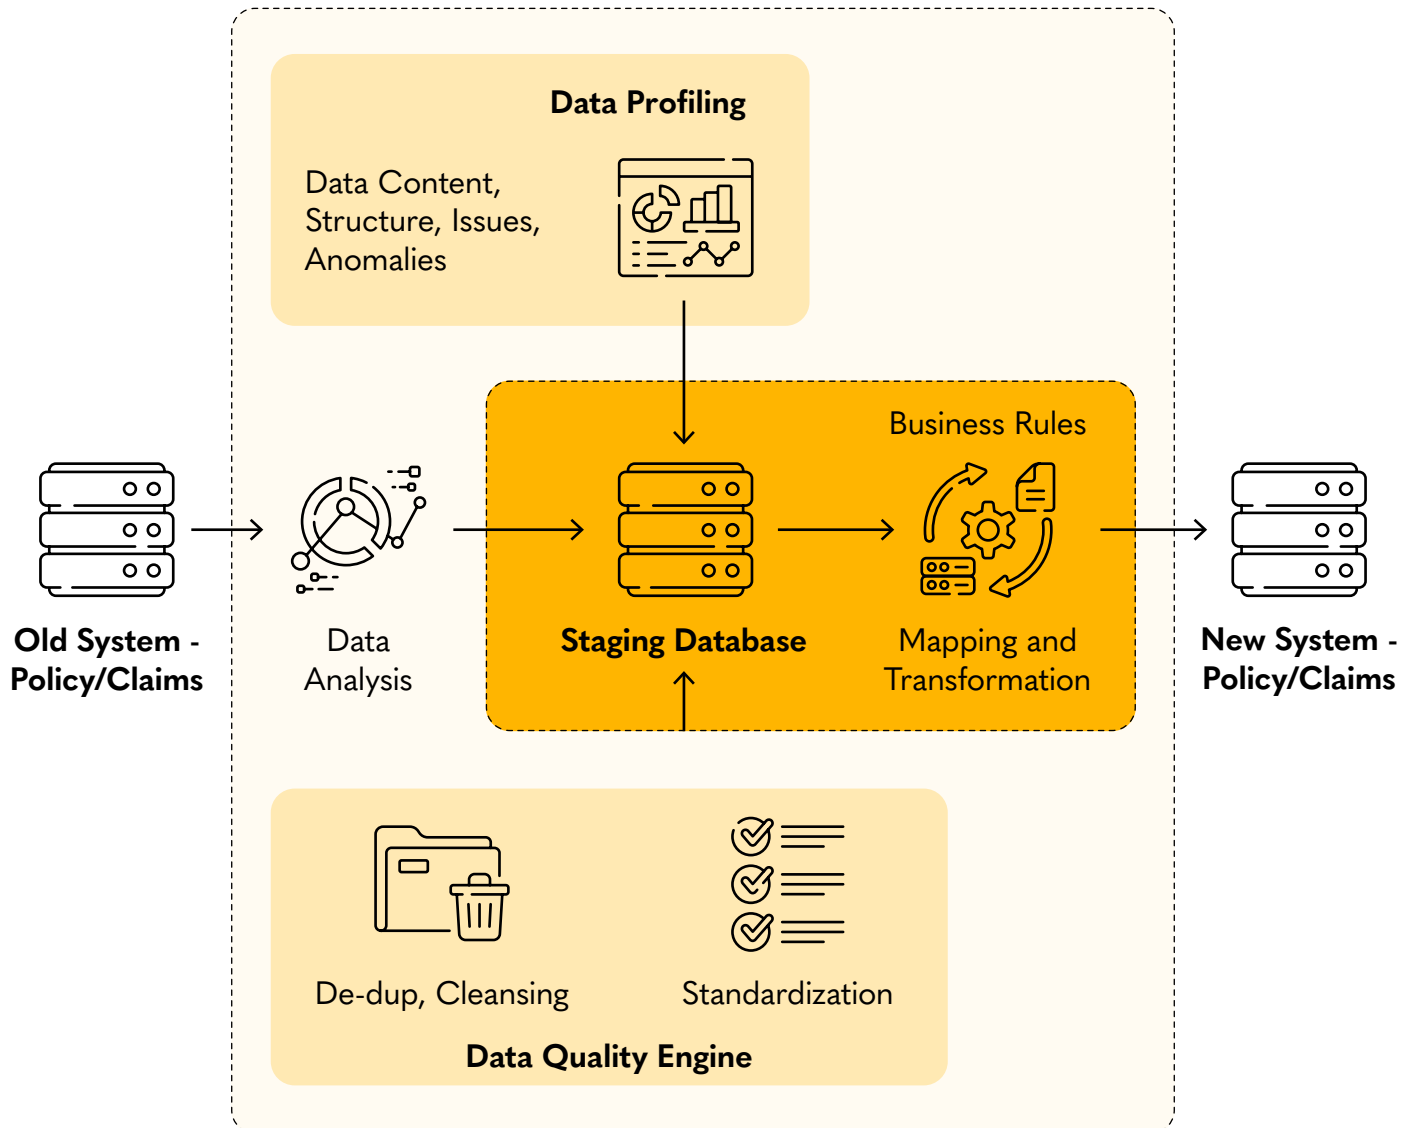 Data Profiling
Data Content,
Structure, Issues,
Anomalies
Business Rules
Old System -
Policy/Claims
Data
Analysis
Staging Database
Mapping and
Transformation
New System -
Policy/Claims
De-dup, Cleansing
Standardization
Data Quality Engine